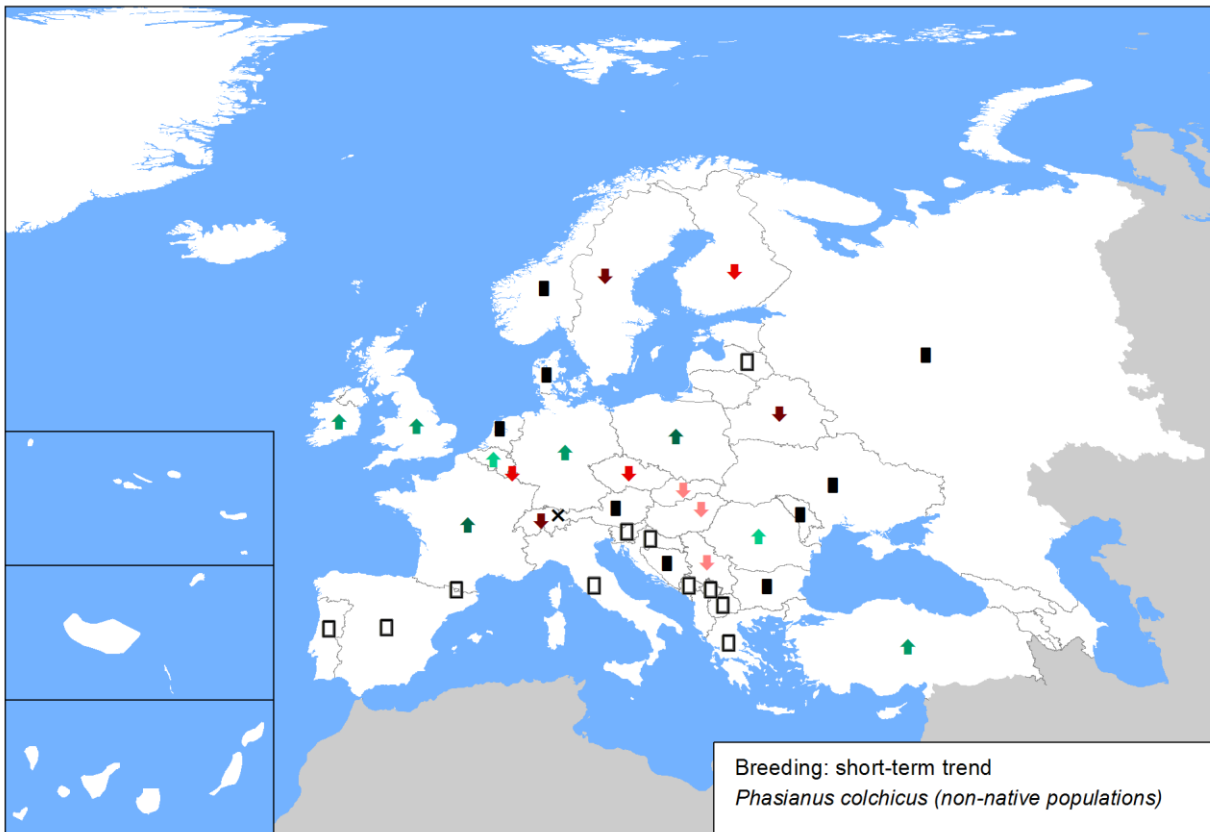 Breeding: short-term trend
Phasianus colchicus (non-native populations)